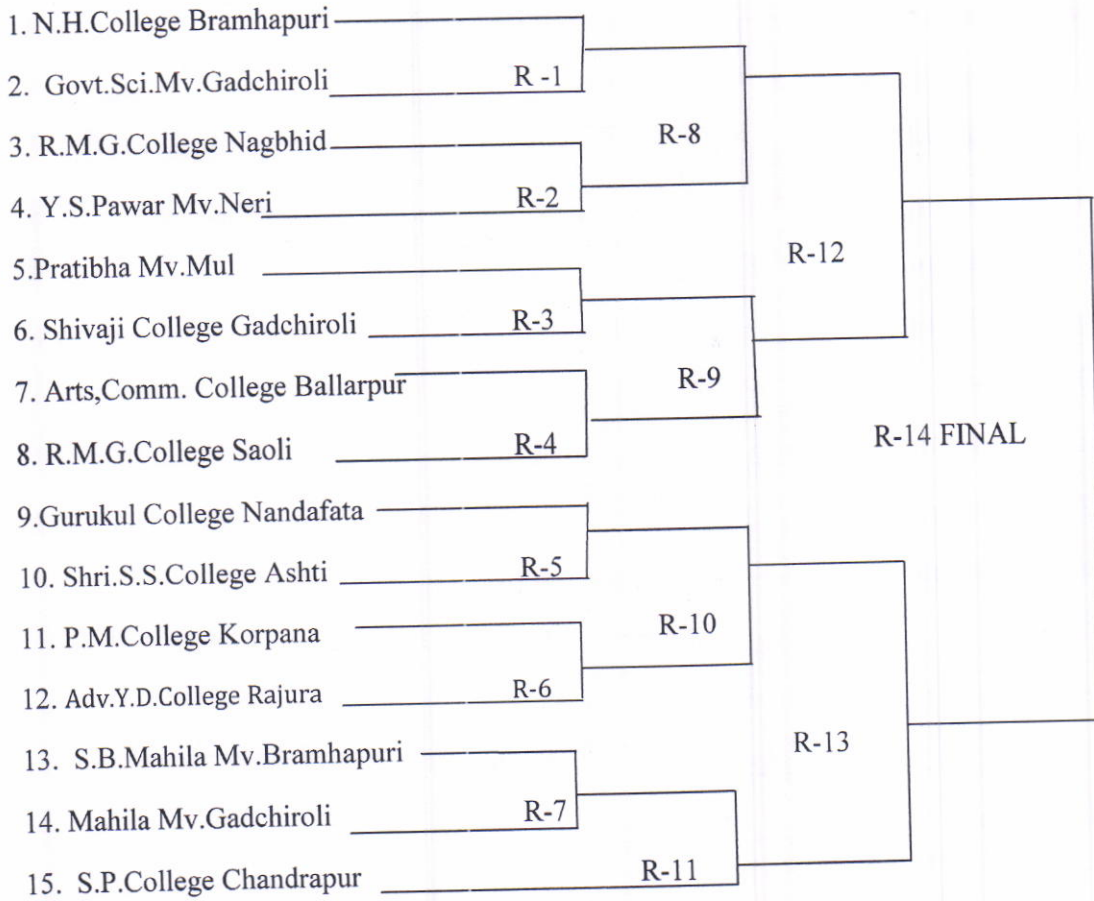 1. N.H.College Bramhapuri
R -1
2. Govt.Sci.Mv.Gadchiroli
R-8
3. R.M.G.College Nagbhid
R-2
4. Y.S.Pawar Mv.Neri
R-12
5.Pratibha Mv.Mul
R-3
6. Shivaji College Gadchiroli
R-9
7. Arts,Comm. College Ballarpur
R-14 FINAL
R-4
8. R.M.G.College Saoli
9.Gurukul College Nandafata
R-5
10. Shri.S.S.College Ashti
R-10
11. P.M.College Korpana
R-6
12. Adv.Y.D.College Rajura
R-13
13. S.B.Mahila Mv.Bramhapuri
R-7
14. Mahila Mv.Gadchiroli
R-11
15. S.P.College Chandrapur